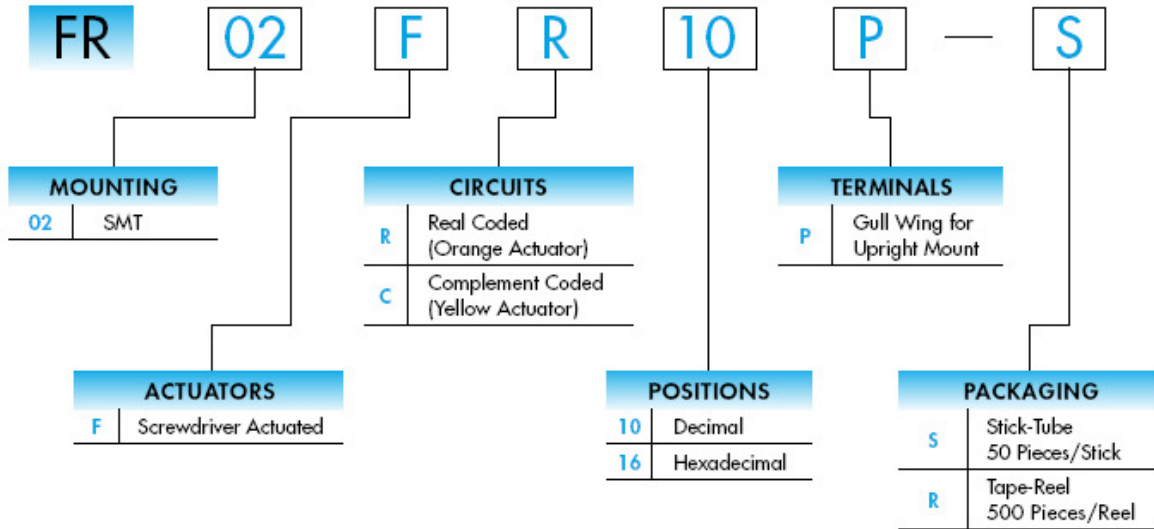 FR 02 F R 10 P — S
MOUNTING
02 SMT
CIRCUITS
R Real Coded
(Orange Actuator)
C Complement Coded
(Yellow Actuator)
TERMINALS
P Gull Wing for
Upright Mount
ACTUATORS
F Screwdriver Actuated
POSITIONS
10 Decimal
16 Hexadecimal
PACKAGING
S Stick-Tube
50 Pieces/Stick
R Tape-Reel
500 Pieces/Reel